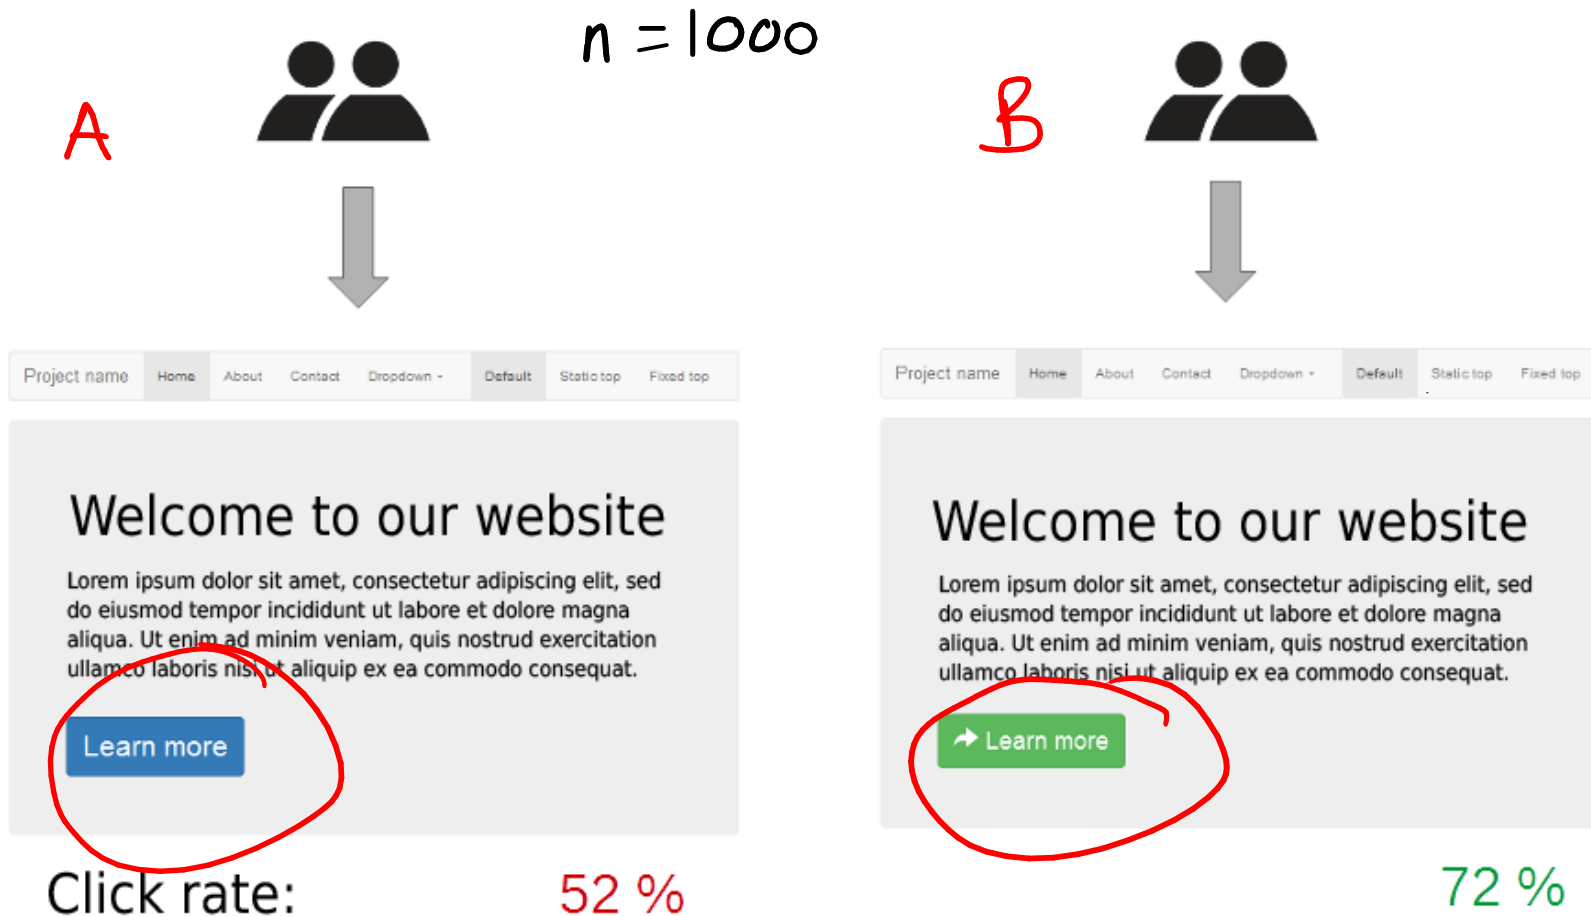 n = 1000
A
B
Project name Home About Contact Dropdown Default Static top Fixed top
Welcome to our website
Lorem ipsum dolor sit amet, consectetur adipiscing elit, sed
do eiusmod tempor incididunt ut labore et dolore magna
aliqua. Ut enim ad minim veniam, quis nostrud exercitation
ullamco laboris nisi ut aliquip ex ea commodo consequat.
Learn more
Click rate:
52 %
Project name Home About Contact Dropdown Default Static top Fixed top
Welcome to our website
Lorem ipsum dolor sit amet, consectetur adipiscing elit, sed
do eiusmod tempor incididunt ut labore et dolore magna
aliqua. Ut enim ad minim veniam, quis nostrud exercitation
ullamco laboris nisi ut aliquip ex ea commodo consequat.
Learn more
72 %